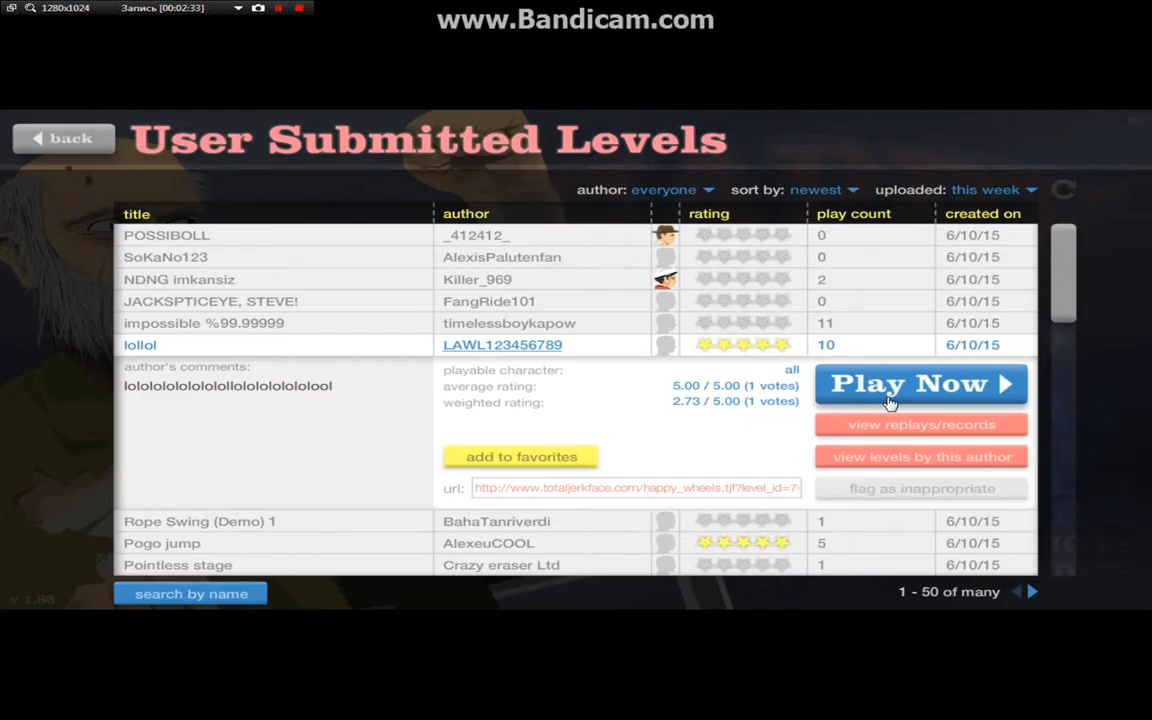 1280x1024 Запись [00:02:33]
www.Bandicam.com
back User Submitted Levels
author: everyone sort by: newest uploaded: this week
title author rating play count created on
POSSIBOLL _412412_ 0 6/10/15
SoKaNo123 AlexisPalutenfan 0 6/10/15
NDNG imkansiz Killer_969 2 6/10/15
JACKSPTICEYE, STEVE! FangRide101 0 6/10/15
impossible %99.99999 timelessboykapow 11 6/10/15
lollol LAWL123456789 10 6/10/15
author's comments: playable character: all
lolololololololollolololololoool average rating: 5.00 / 5.00 (1 votes) Play Now
weighted rating: 2.73 / 5.00 (1 votes)
view replays/records
add to favorites view levels by this author
url: http://www.totaljerkface.com/happy_wheels.tjf?level_id=7 flag as inappropriate
Rope Swing (Demo) 1 BahaTanriverdi 1 6/10/15
Pogo jump AlexeuCOOL 5 6/10/15
Pointless stage Crazy eraser Ltd 1 6/10/15
v 1.85 search by name 1 - 50 of many